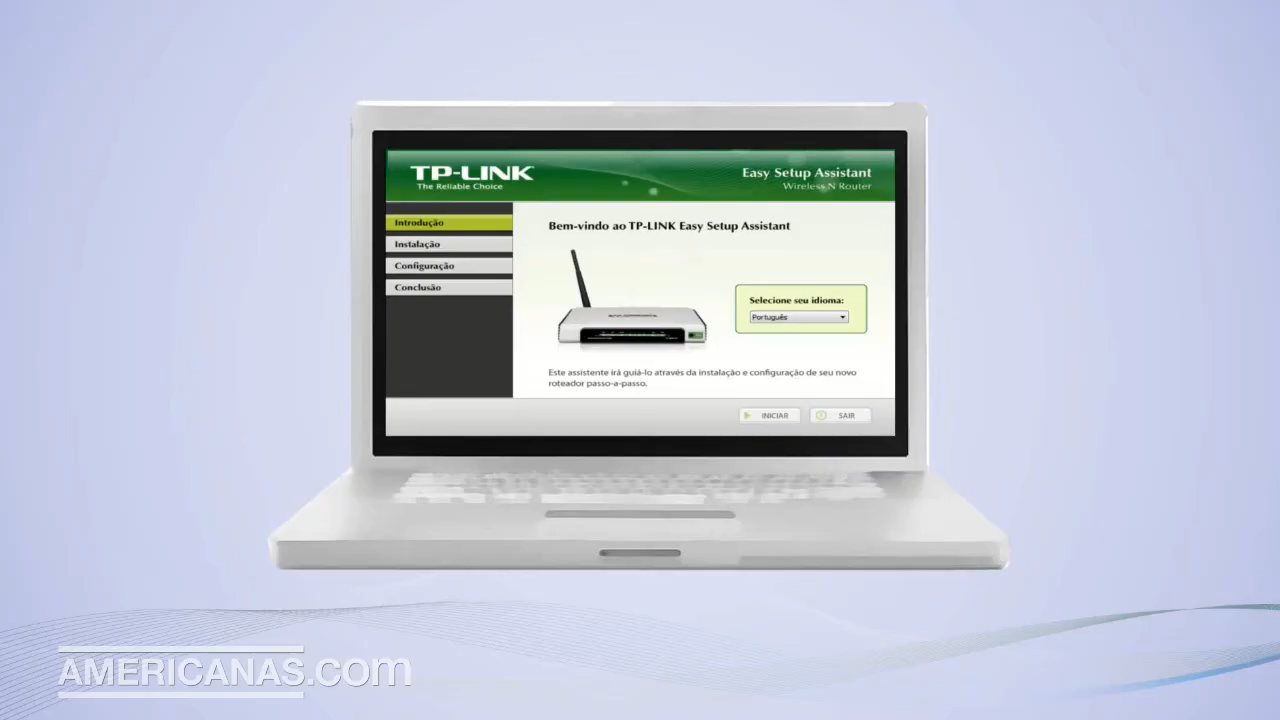 TP-LINK
The Reliable Choice
Easy Setup Assistant
Wireless N Router
Introdução
Instalação
Configuração
Conclusão
Bem-vindo ao TP-LINK Easy Setup Assistant
Selecione seu idioma:
Português
Este assistente irá guiá-lo através da instalação e configuração de seu novo
roteador passo-a-passo.
INICIAR
SAIR
AMERICANAS.com